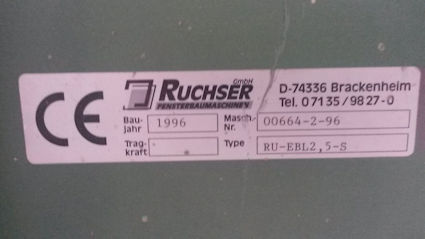 CE
RUCHSER GmbH
FENSTERBAUMASCHINEN
D-74336 Brackenheim
Tel. 07135/9827-0
Bau-jahr 1996
Masch. Nr. 00664-2-96
Trag-kraft
Type RU-EBL2,5-S